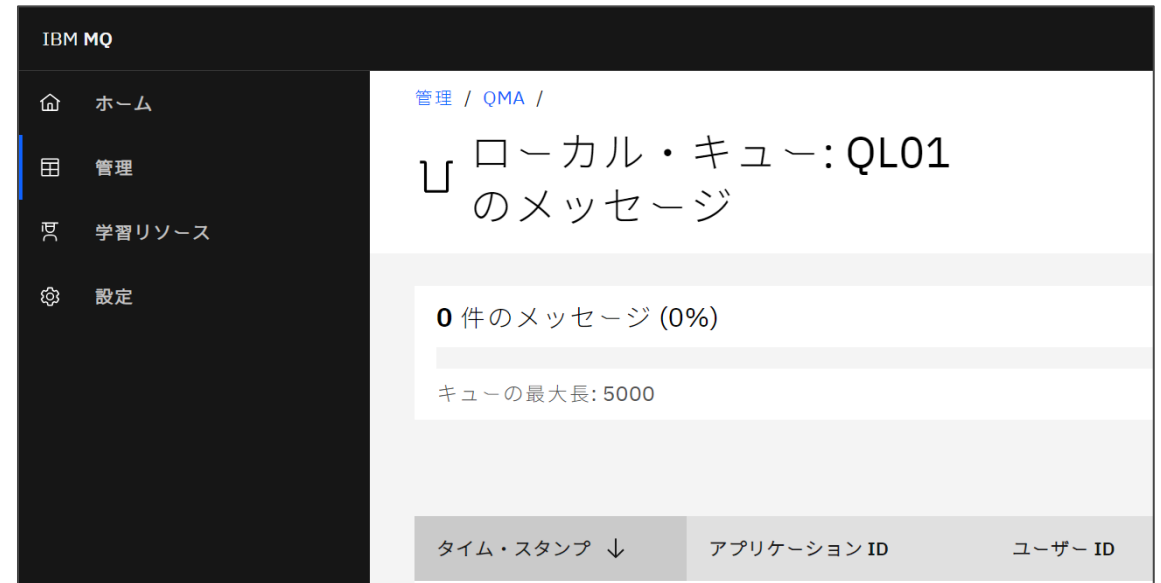 IBM MQ
ホーム
管理
学習リソース
設定
管理 / QMA /
ローカル・キュー: QL01
のメッセージ
0 件のメッセージ (0%)
キューの最大長: 5000
タイム・スタンプ ↓ アプリケーション ID ユーザー ID